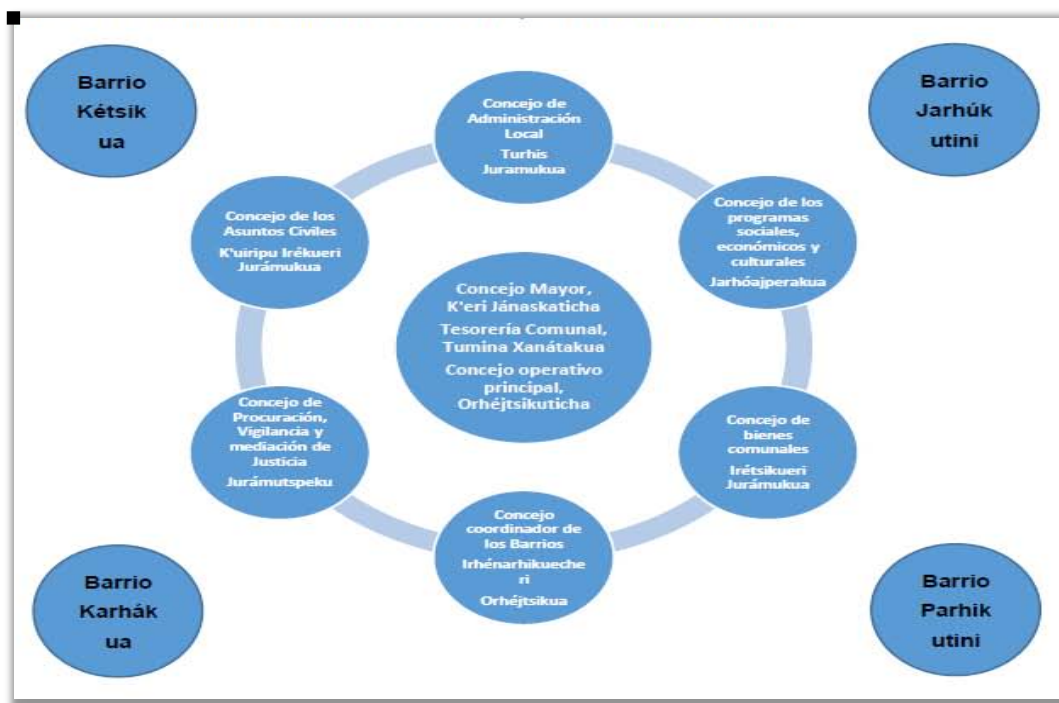 Barrio
Kétsik
ua
Barrio
Jarhúk
utini
Concejo de
Administración
Local
Turhis
Juramukua
Concejo de los
Asuntos Civiles
K'uiripu Irékueri
Jurámukua
Concejo de los
programas
sociales,
económicos y
culturales
Jarhóajperakua
Concejo Mayor,
K'eri Jánaskaticha
Tesorería Comunal,
Tumina Xanátakua
Concejo operativo
principal,
Orhéjtsikuticha
Concejo de
Procuración,
Vigilancia y
mediación de
Justicia
Jurámutspeku
Concejo de
bienes
comunales
Irétsikueri
Jurámukua
Concejo
coordinador de
los Barrios
Irhénarhikueche
ri
Orhéjtsikua
Barrio
Karhák
ua
Barrio
Parhik
utini